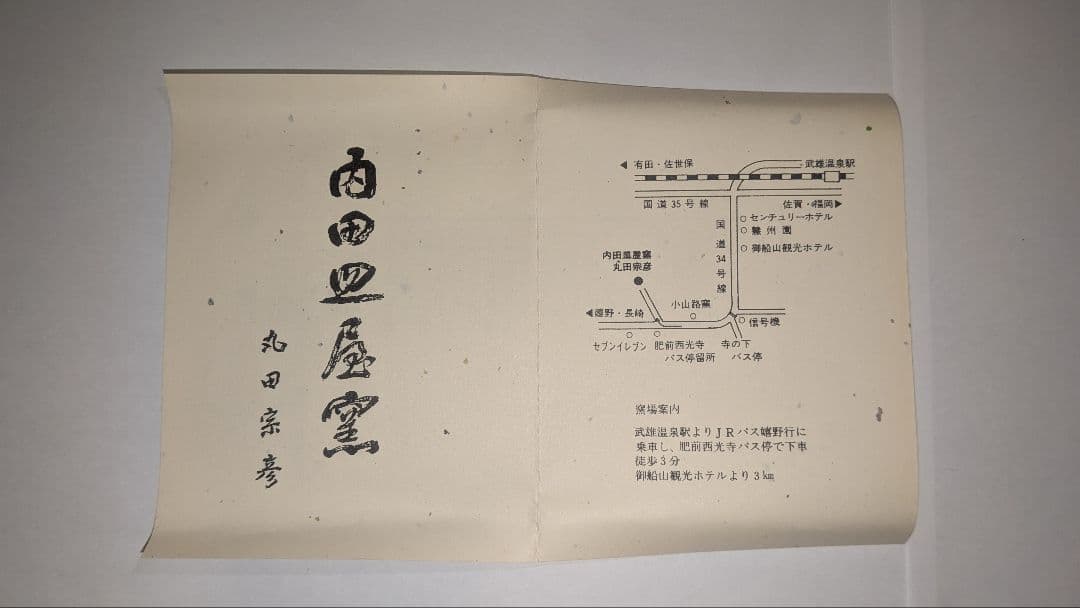 内田皿屋窯
丸田宗彦
◀有田・佐世保
武雄温泉駅
国道35号線
佐賀・福岡▶
国道34号線
センチュリーホテル
御船山観光ホテル
内田皿屋窯
丸田宗彦
小山路窯
◀嬉野・長崎
信号機
セブンイレブン
肥前西光寺
バス停留所
寺の下
バス停
窯場案内
武雄温泉駅よりJRバス嬉野行に
乗車し、肥前西光寺バス停で下車
徒歩3分
御船山観光ホテルより3㎞